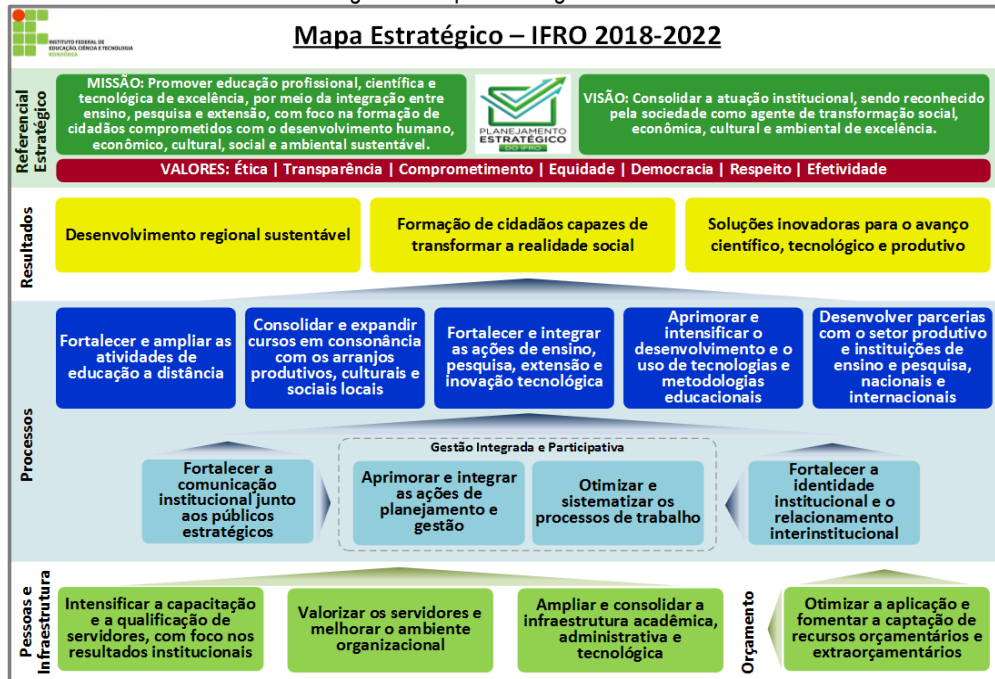 Mapa Estratégico – IFRO 2018-2022
INSTITUTO FEDERAL DE
EDUCAÇÃO, CIÊNCIA E TECNOLOGIA
RONDÔNIA
Referencial
Estratégico
MISSÃO: Promover educação profissional, científica e
tecnológica de excelência, por meio da integração entre
ensino, pesquisa e extensão, com foco na formação de
cidadãos comprometidos com o desenvolvimento humano,
econômico, cultural, social e ambiental sustentável.
PLANEJAMENTO
ESTRATÉGICO
DO IFRO
VISÃO: Consolidar a atuação institucional, sendo reconhecido
pela sociedade como agente de transformação social,
econômica, cultural e ambiental de excelência.
VALORES: Ética | Transparência | Comprometimento | Equidade | Democracia | Respeito | Efetividade
Resultados
Desenvolvimento regional sustentável
Formação de cidadãos capazes de
transformar a realidade social
Soluções inovadoras para o avanço
científico, tecnológico e produtivo
Processos
Fortalecer e ampliar as
atividades de
educação a distância
Consolidar e expandir
cursos em consonância
com os arranjos
produtivos, culturais e
sociais locais
Fortalecer e integrar
as ações de ensino,
pesquisa, extensão e
inovação tecnológica
Aprimorar e
intensificar o
desenvolvimento e o
uso de tecnologias e
metodologias
educacionais
Desenvolver parcerias
com o setor produtivo
e instituições de
ensino e pesquisa,
nacionais e
internacionais
Fortalecer a
comunicação
institucional junto
aos públicos
estratégicos
Gestão Integrada e Participativa
Aprimorar e integrar
as ações de
planejamento e
gestão
Otimizar e
sistematizar os
processos de trabalho
Fortalecer a
identidade
institucional e o
relacionamento
interinstitucional
Pessoas e
Infraestrutura
Intensificar a capacitação
e a qualificação de
servidores, com foco nos
resultados institucionais
Valorizar os servidores e
melhorar o ambiente
organizacional
Ampliar e consolidar a
infraestrutura acadêmica,
administrativa e
tecnológica
Orçamento
Otimizar a aplicação e
fomentar a captação de
recursos orçamentários e
extraorçamentários